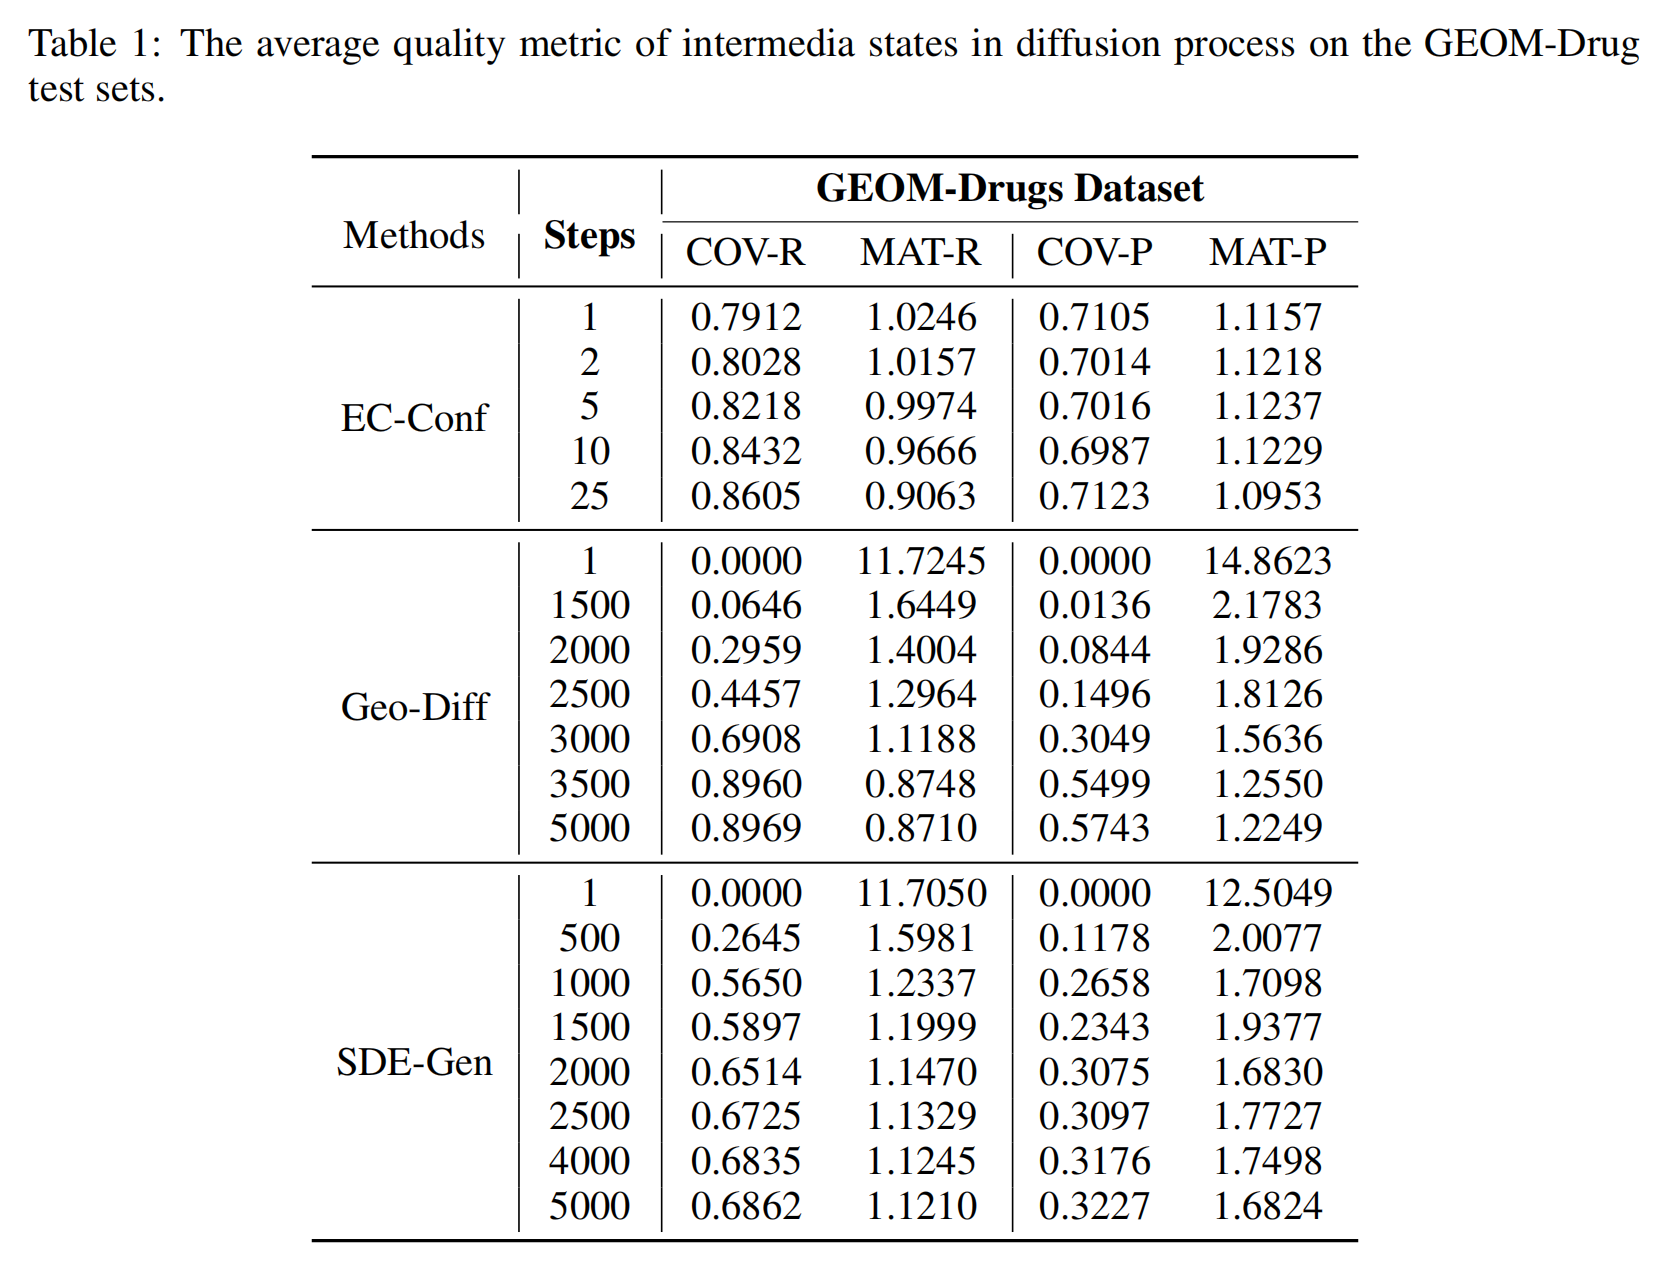 Table 1: The average quality metric of intermedia states in diffusion process on the GEOM-Drug
test sets.
Methods Steps GEOM-Drugs Dataset
COV-R MAT-R COV-P MAT-P
EC-Conf
1 0.7912 1.0246 0.7105 1.1157
2 0.8028 1.0157 0.7014 1.1218
5 0.8218 0.9974 0.7016 1.1237
10 0.8432 0.9666 0.6987 1.1229
25 0.8605 0.9063 0.7123 1.0953
Geo-Diff
1 0.0000 11.7245 0.0000 14.8623
1500 0.0646 1.6449 0.0136 2.1783
2000 0.2959 1.4004 0.0844 1.9286
2500 0.4457 1.2964 0.1496 1.8126
3000 0.6908 1.1188 0.3049 1.5636
3500 0.8960 0.8748 0.5499 1.2550
5000 0.8969 0.8710 0.5743 1.2249
SDE-Gen
1 0.0000 11.7050 0.0000 12.5049
500 0.2645 1.5981 0.1178 2.0077
1000 0.5650 1.2337 0.2658 1.7098
1500 0.5897 1.1999 0.2343 1.9377
2000 0.6514 1.1470 0.3075 1.6830
2500 0.6725 1.1329 0.3097 1.7727
4000 0.6835 1.1245 0.3176 1.7498
5000 0.6862 1.1210 0.3227 1.6824